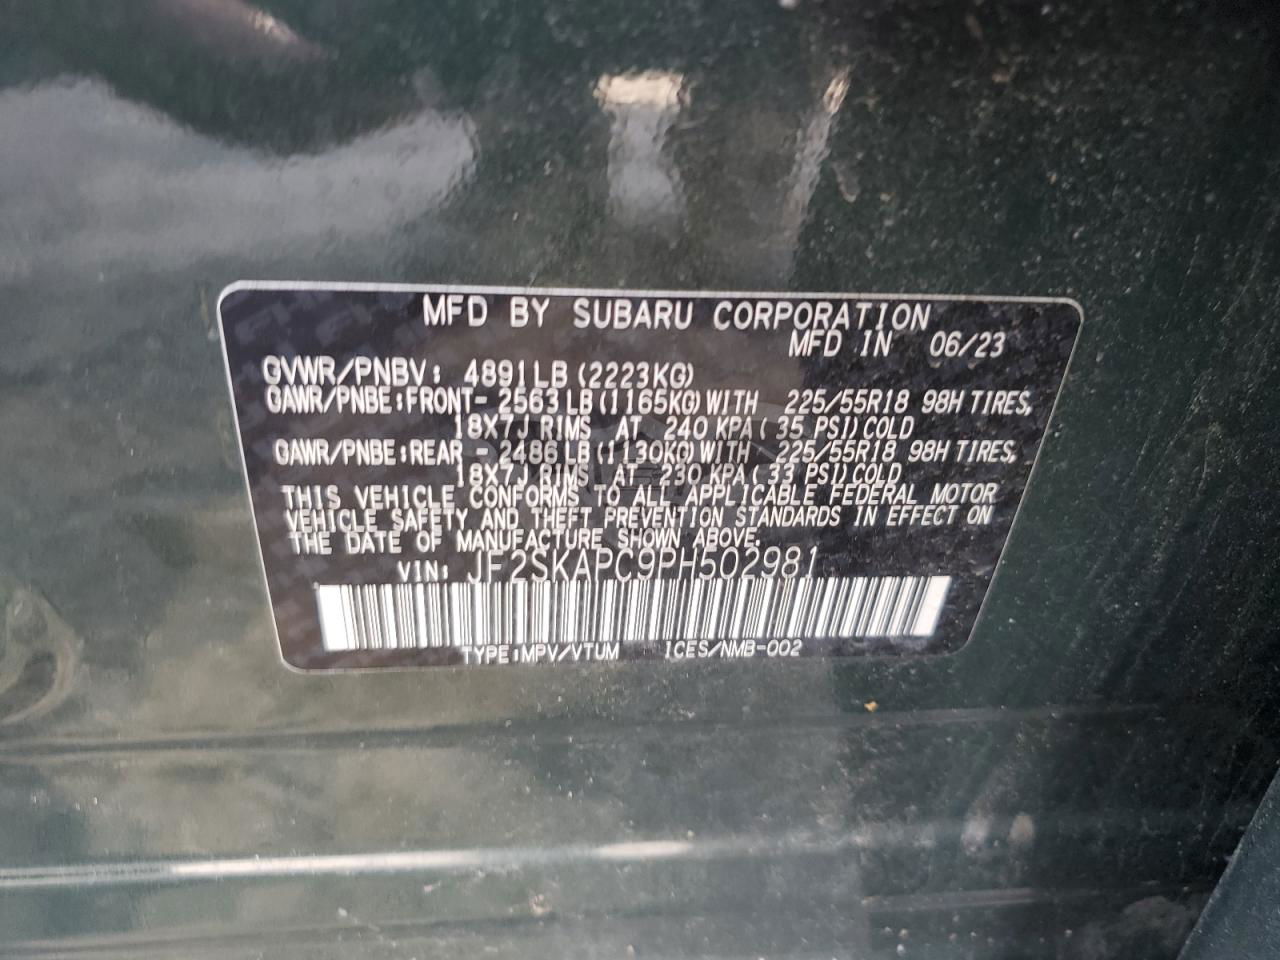 MFD BY SUBARU CORPORATION
MFD IN 06/23
GVWR/PNBV: 4891LB (2223KG)
GAWR/PNBE:FRONT- 2563LB(1165KG)WITH 225/55R18 98H TIRES,
18X7J RIMS AT 240 KPA( 35 PSI)COLD
GAWR/PNBE:REAR - 2486LB(1130KG)WITH 225/55R18 98H TIRES,
18X7J RIMS AT 230 KPA( 33 PSI)COLD
THIS VEHICLE CONFORMS TO ALL APPLICABLE FEDERAL MOTOR
VEHICLE SAFETY AND THEFT PREVENTION STANDARDS IN EFFECT ON
THE DATE OF MANUFACTURE SHOWN ABOVE.
VIN: JF2SKAPC9PH502981
TYPE:MPV/VTUM ICES/NMB-002